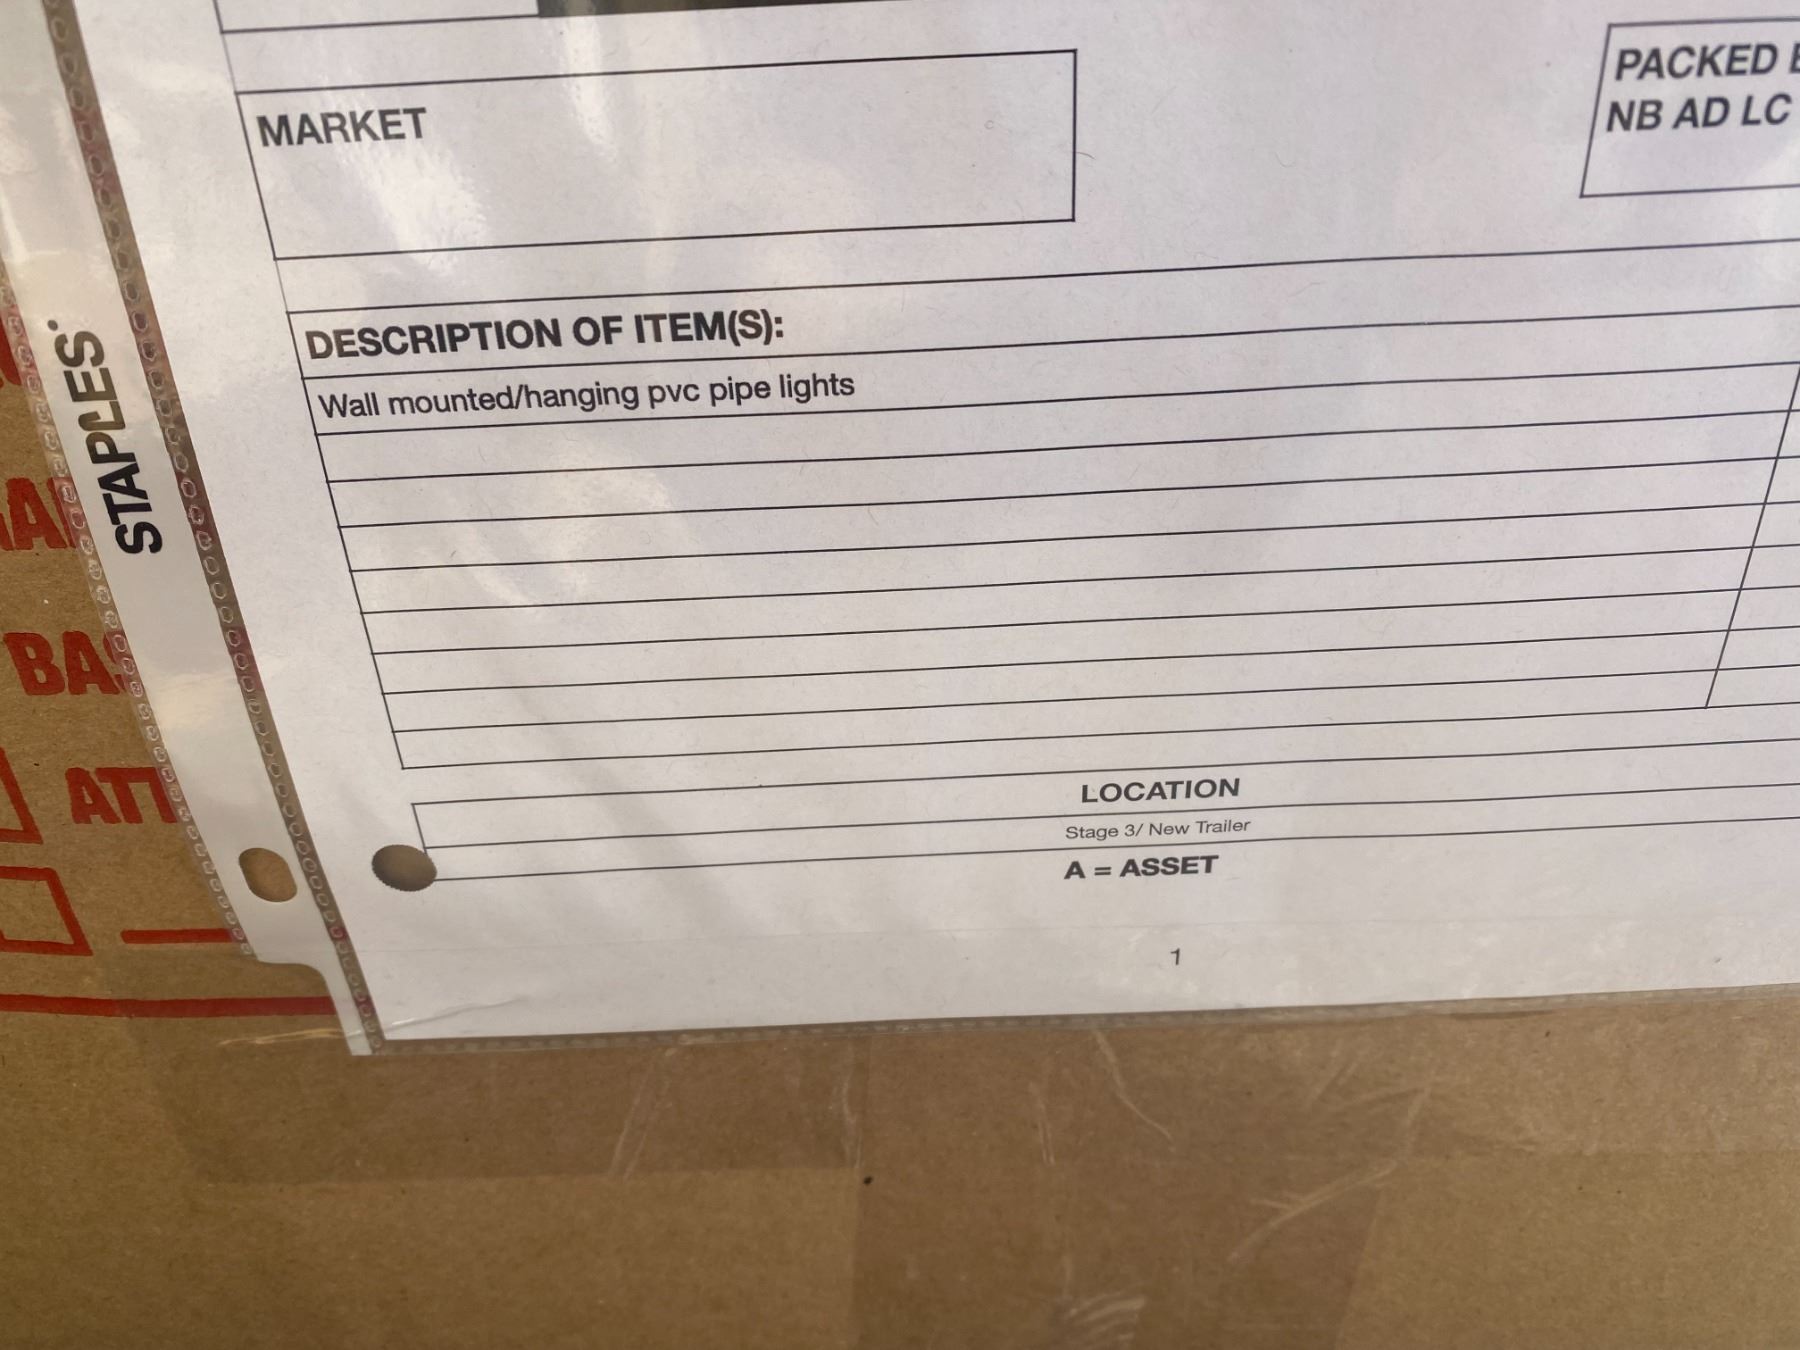 MARKET
PACKED
NB AD LC
DESCRIPTION OF ITEM(S):
Wall mounted/hanging pvc pipe lights
LOCATION
Stage 3/ New Trailer
A = ASSET
1
STAPLES